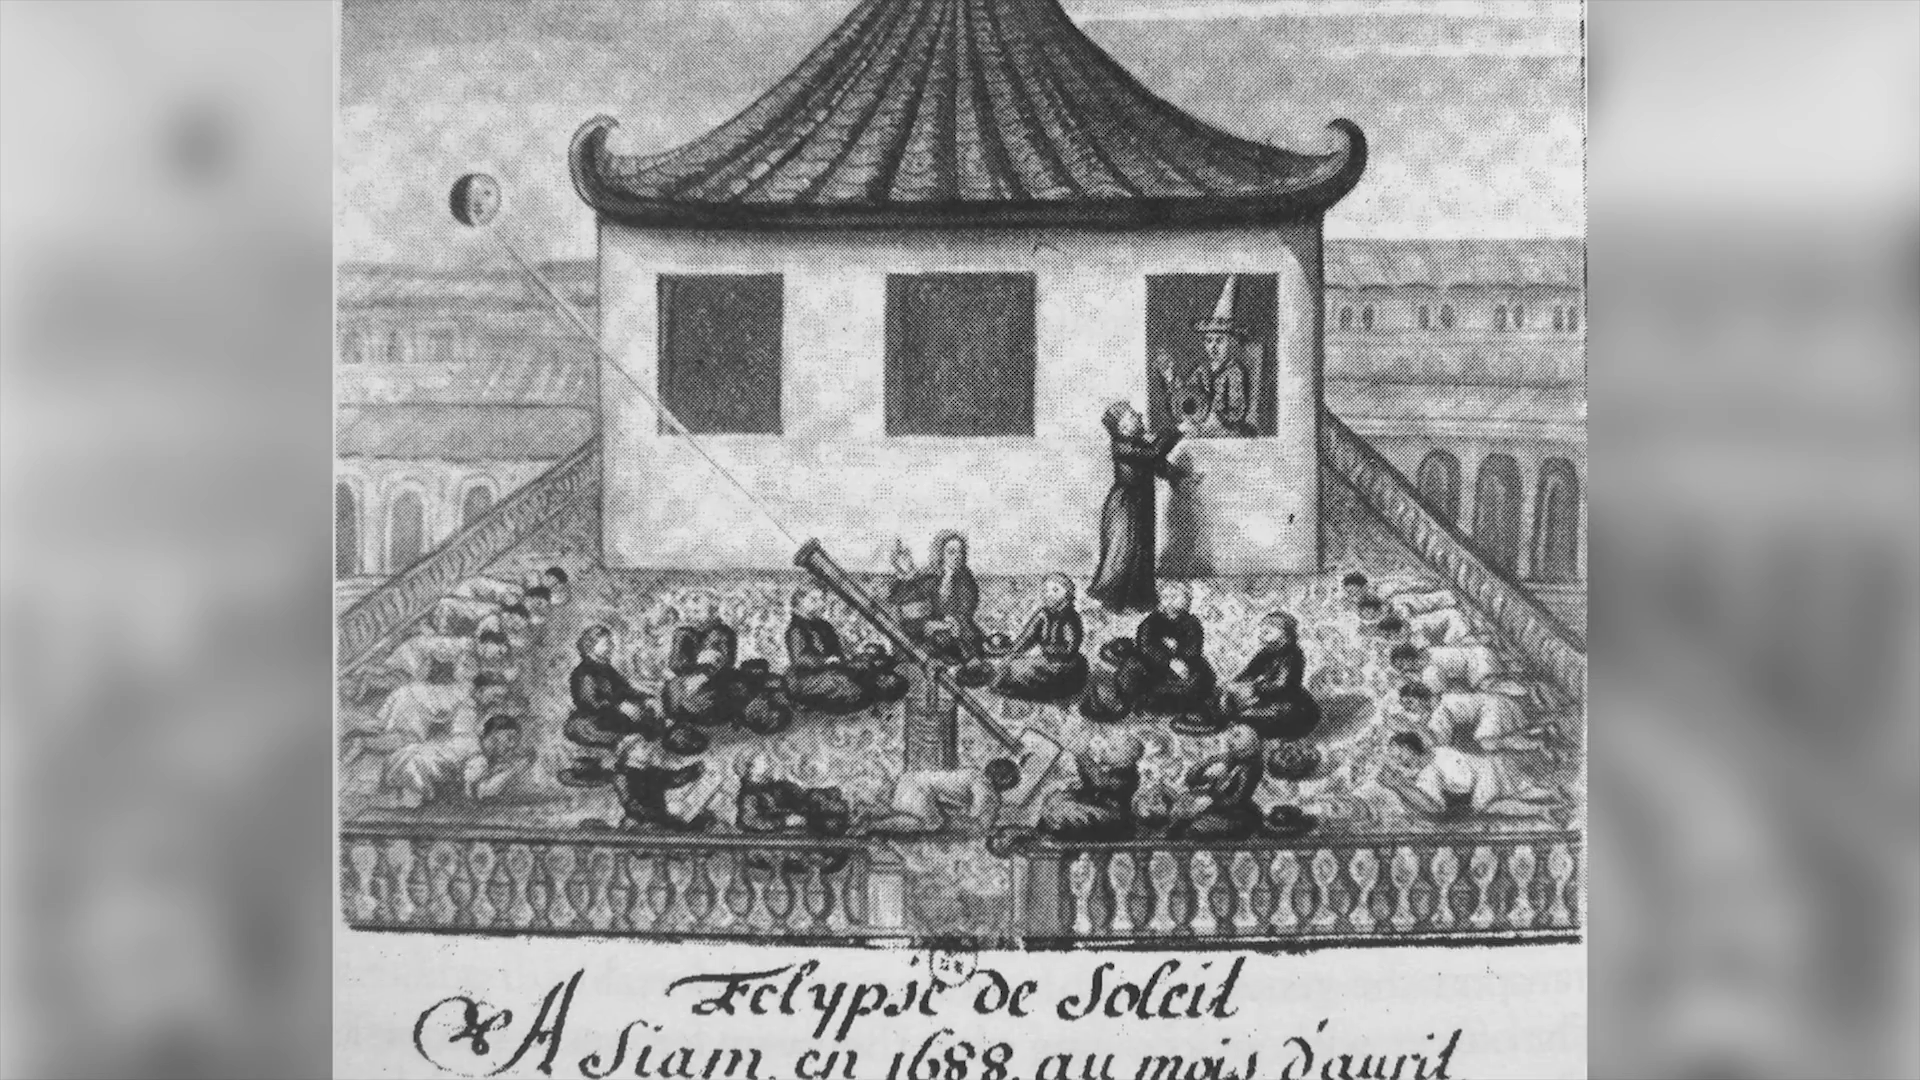 Eclypse de Soleil
A Siam, en 1688. au mois d'avril